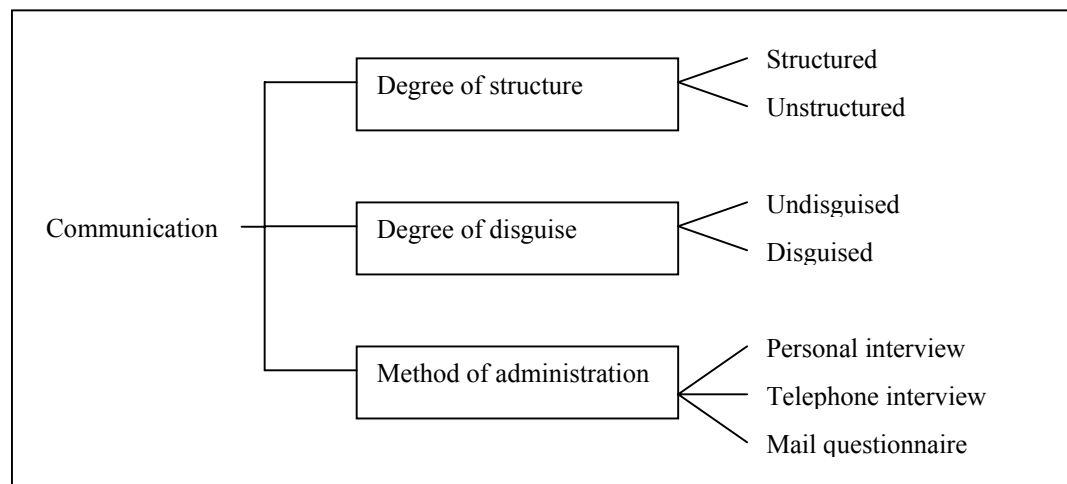 Communication
Degree of structure
Structured
Unstructured
Degree of disguise
Undisguised
Disguised
Method of administration
Personal interview
Telephone interview
Mail questionnaire